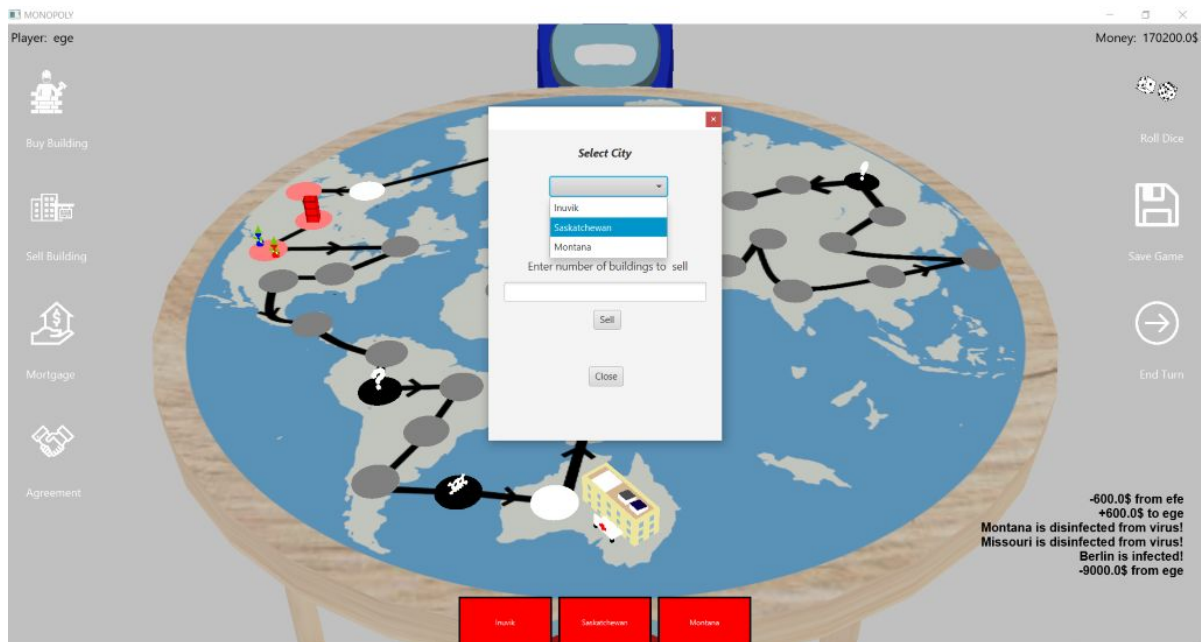 MONOPOLY
Player: ege
Money: 170200.0$
Buy Building
Roll Dice
Select City
Inuvik
Saskatchewan
Montana
Sell Building
Save Game
Enter number of buildings to sell
Sell
Mortgage
End Turn
Close
Agreement
-600.0$ from efe
+600.0$ to ege
Montana is disinfected from virus!
Missouri is disinfected from virus!
Berlin is infected!
-9000.0$ from ege
Inuvik
Saskatchewan
Montana